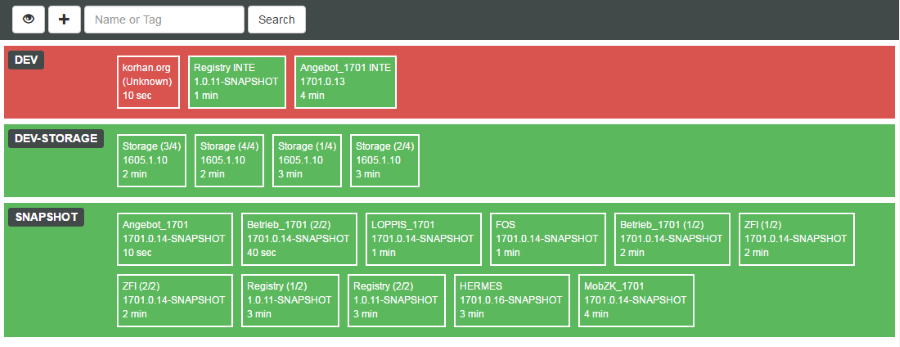 Name or Tag
Search
DEV
korhan.org
(Unknown)
10 sec
Registry INTE
1.0.11-SNAPSHOT
1 min
Angebot_1701 INTE
1701.0.13
4 min
DEV-STORAGE
Storage (3/4)
1605.1.10
2 min
Storage (4/4)
1605.1.10
2 min
Storage (1/4)
1605.1.10
3 min
Storage (2/4)
1605.1.10
3 min
SNAPSHOT
Angebot_1701
1701.0.14-SNAPSHOT
10 sec
Betrieb_1701 (2/2)
1701.0.14-SNAPSHOT
40 sec
LOPPIS_1701
1701.0.14-SNAPSHOT
1 min
FOS
1701.0.14-SNAPSHOT
1 min
Betrieb_1701 (1/2)
1701.0.14-SNAPSHOT
2 min
ZFI (1/2)
1701.0.14-SNAPSHOT
2 min
ZFI (2/2)
1701.0.14-SNAPSHOT
2 min
Registry (1/2)
1.0.11-SNAPSHOT
3 min
Registry (2/2)
1.0.11-SNAPSHOT
3 min
HERMES
1701.0.16-SNAPSHOT
3 min
MobZK_1701
1701.0.14-SNAPSHOT
4 min